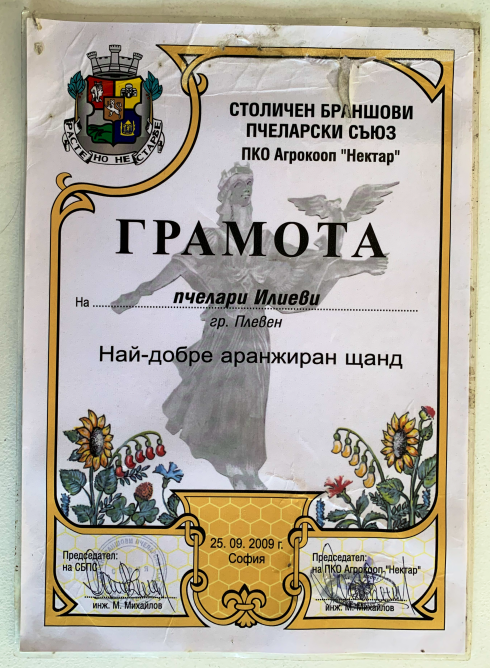 РАСТЕ НО НЕ СТАРЕЕ
СТОЛИЧЕН БРАНШОВИ
ПЧЕЛАРСКИ СЪЮЗ
ПКО Агрокооп "Нектар"
ГРАМОТА
На пчелари Илиеви
гр. Плевен
Най-добре аранжиран щанд
25. 09. 2009 г.
София
Председател:
на СБПС
инж. М. Михайлов
Председател:
на ПКО Агрокооп "Нектар"
инж. М. Михайлов